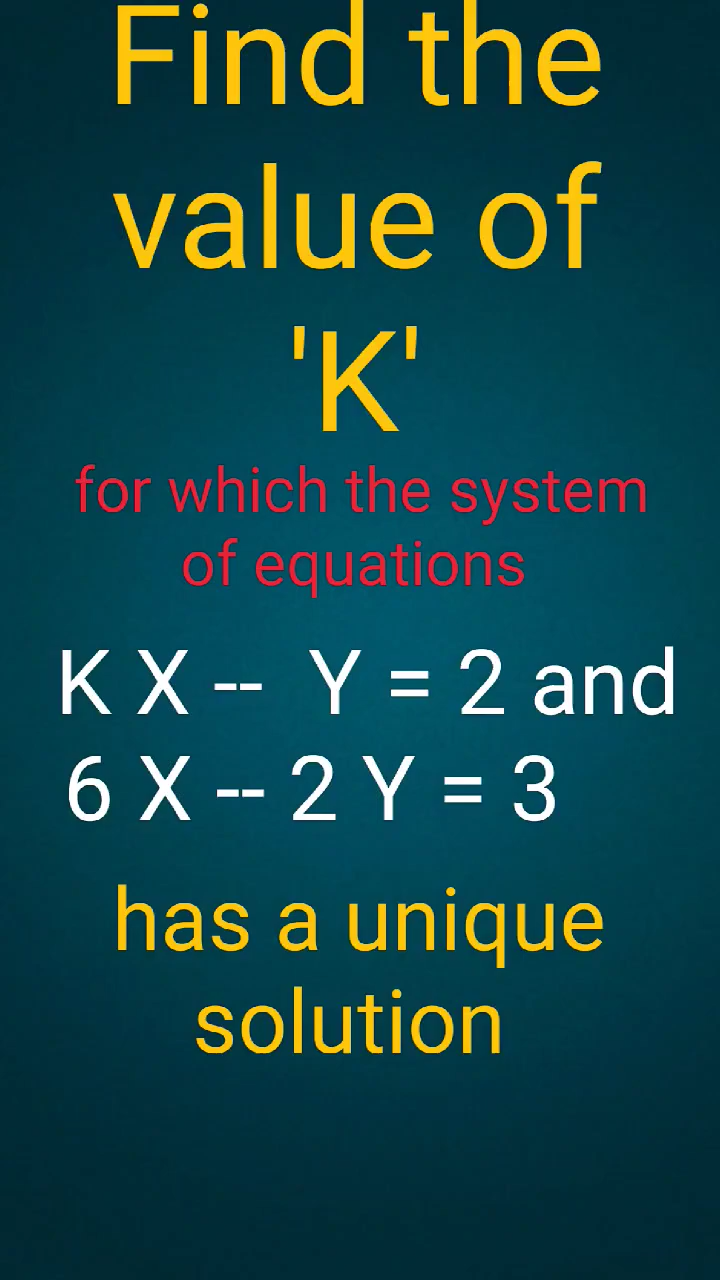 Find the
value of
'K'
for which the system
of equations
K X -- Y = 2 and
6 X -- 2 Y = 3
has a unique
solution